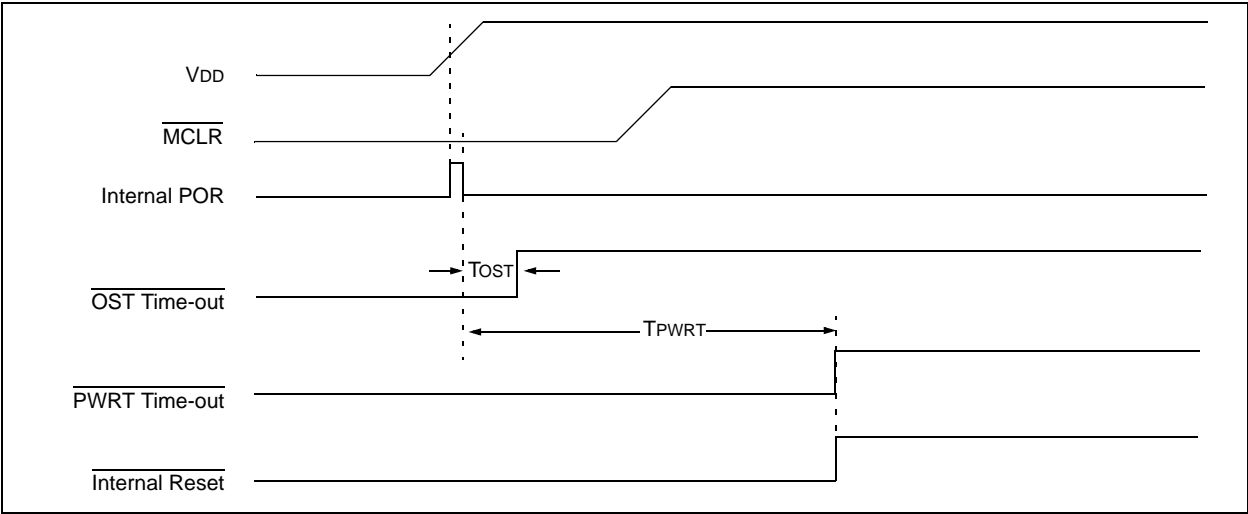 VDD
MCLR
Internal POR
TOST
OST Time-out
TPWRT
PWRT Time-out
Internal Reset